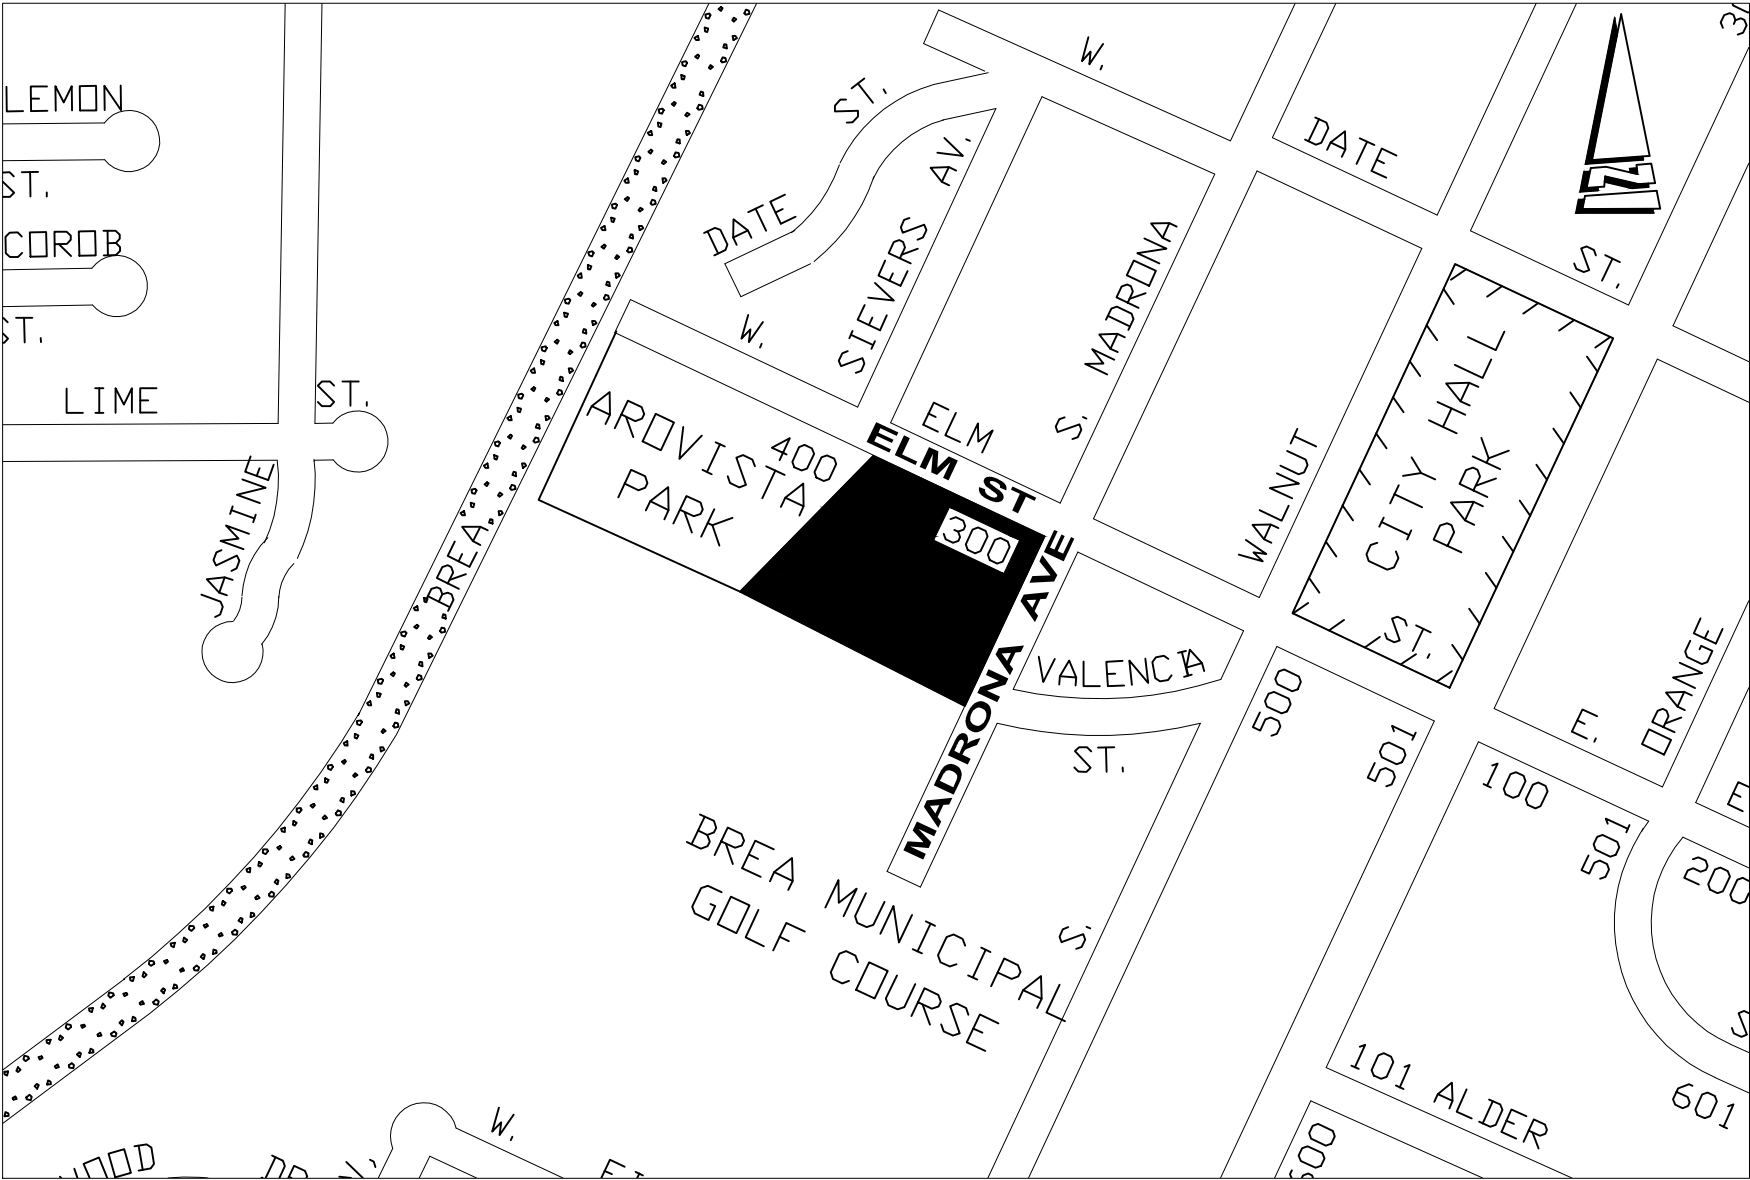 LEMON
ST.
COROB
ST.
LIME ST.
JASMINE
BREA
W. DATE ST.
DATE ST.
SIEVERS AV.
S. MADRONA
W. ELM ST.
ELM ST
AROVISTA
PARK
400
300
MADRONA AVE
VALENCIA
ST.
WALNUT
CITY HALL
PARK
N
E.
ORANGE
500
501
100
501
200
601
BREA MUNICIPAL
GOLF COURSE
S.
101 ALDER
W.